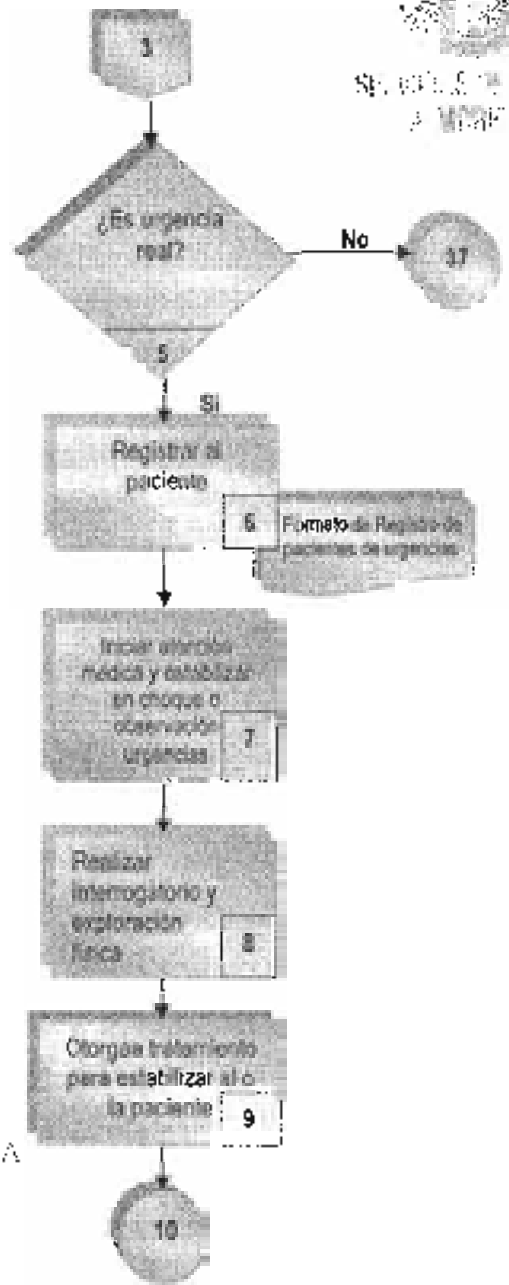 3
¿Es urgencia
real?
No
37
5
Si
Registrar al
paciente
6
Formato de Registro de
pacientes de urgencias
Iniciar atención
médica y estabilizar
en choque o
observación
urgencias
7
Realizar
interrogatorio y
exploración
física
8
Otorgar tratamiento
para estabilizar al o
la paciente
9
10